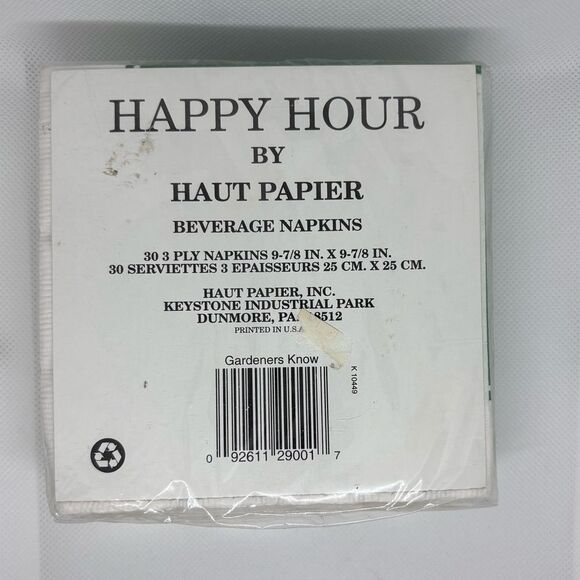 HAPPY HOUR
BY
HAUT PAPIER
BEVERAGE NAPKINS
30 3 PLY NAPKINS 9-7/8 IN. X 9-7/8 IN.
30 SERVIETTES 3 EPAISSEURS 25 CM. X 25 CM.
HAUT PAPIER, INC.
KEYSTONE INDUSTRIAL PARK
DUNMORE, PA. 8512
PRINTED IN U.S.A
Gardeners Know
K 10449
0 92611 29001 7